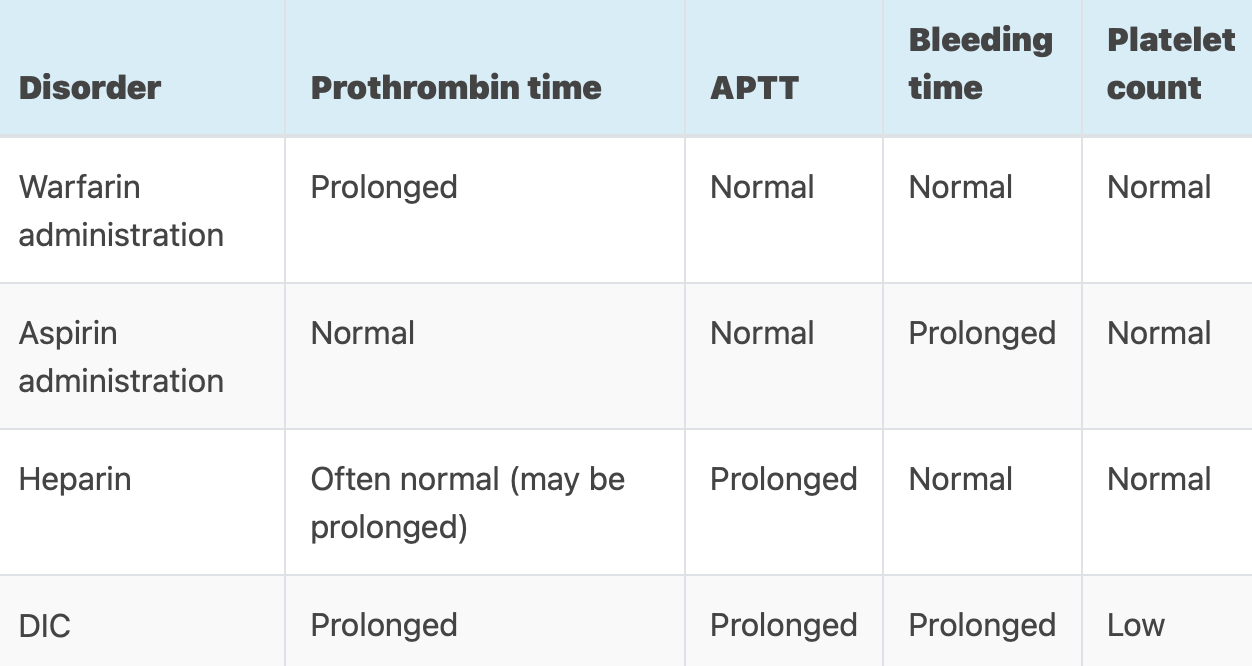 Disorder Prothrombin time APTT Bleeding time Platelet count
Warfarin administration Prolonged Normal Normal Normal
Aspirin administration Normal Normal Prolonged Normal
Heparin Often normal (may be prolonged) Prolonged Normal Normal
DIC Prolonged Prolonged Prolonged Low